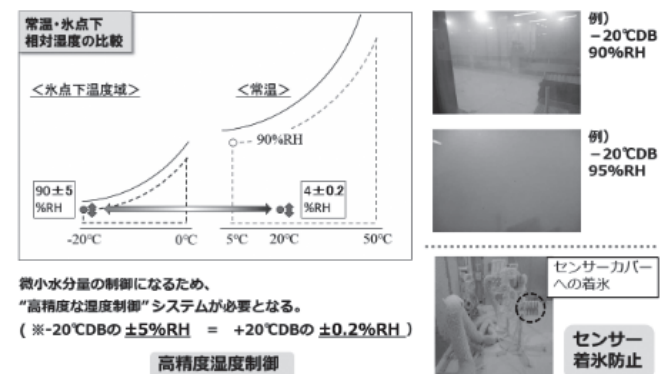 常温・氷点下
相対湿度の比較
<氷点下温度域>
<常温>
90%RH
90±5
%RH
4±0.2
%RH
-20℃
0℃
5℃
20℃
50℃
例)
-20℃DB
90%RH
例)
-20℃DB
95%RH
微小水分量の制御になるため、
“高精度な湿度制御”システムが必要となる。
( ※-20℃DBの ±5%RH = +20℃DBの ±0.2%RH )
高精度湿度制御
センサーカバー
への着氷
センサー
着氷防止